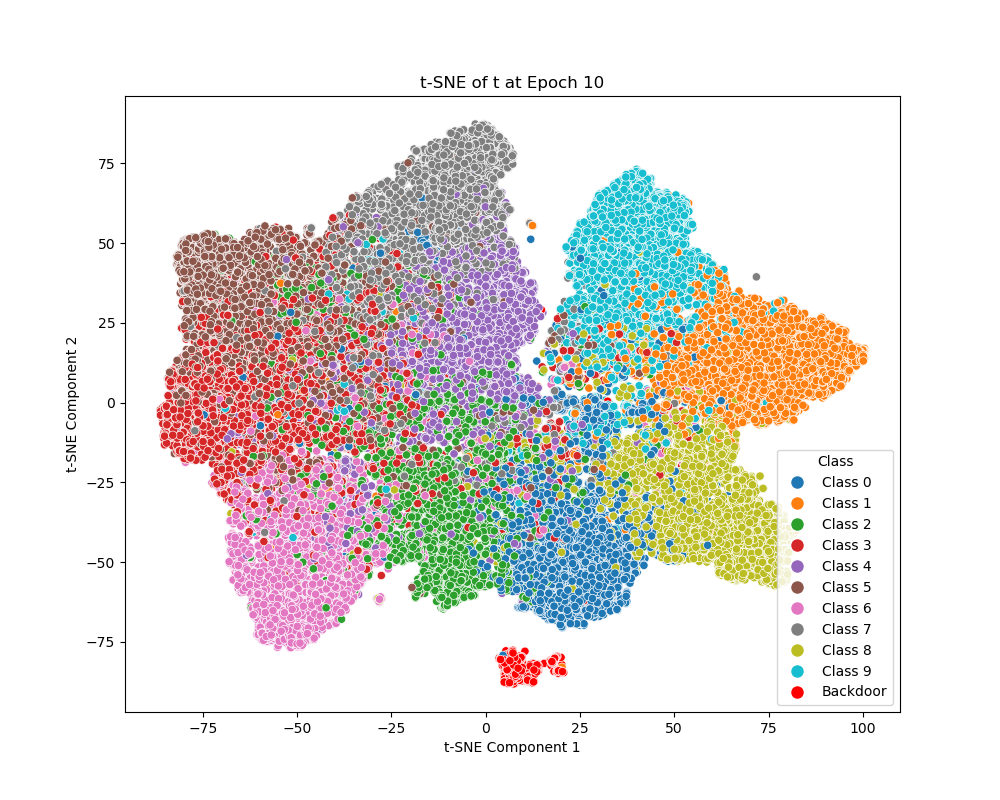 t-SNE of t at Epoch 10
t-SNE Component 2
75
50
25
0
−25
−50
−75
−75
−50
−25
0
25
50
75
100
t-SNE Component 1
Class
Class 0
Class 1
Class 2
Class 3
Class 4
Class 5
Class 6
Class 7
Class 8
Class 9
Backdoor